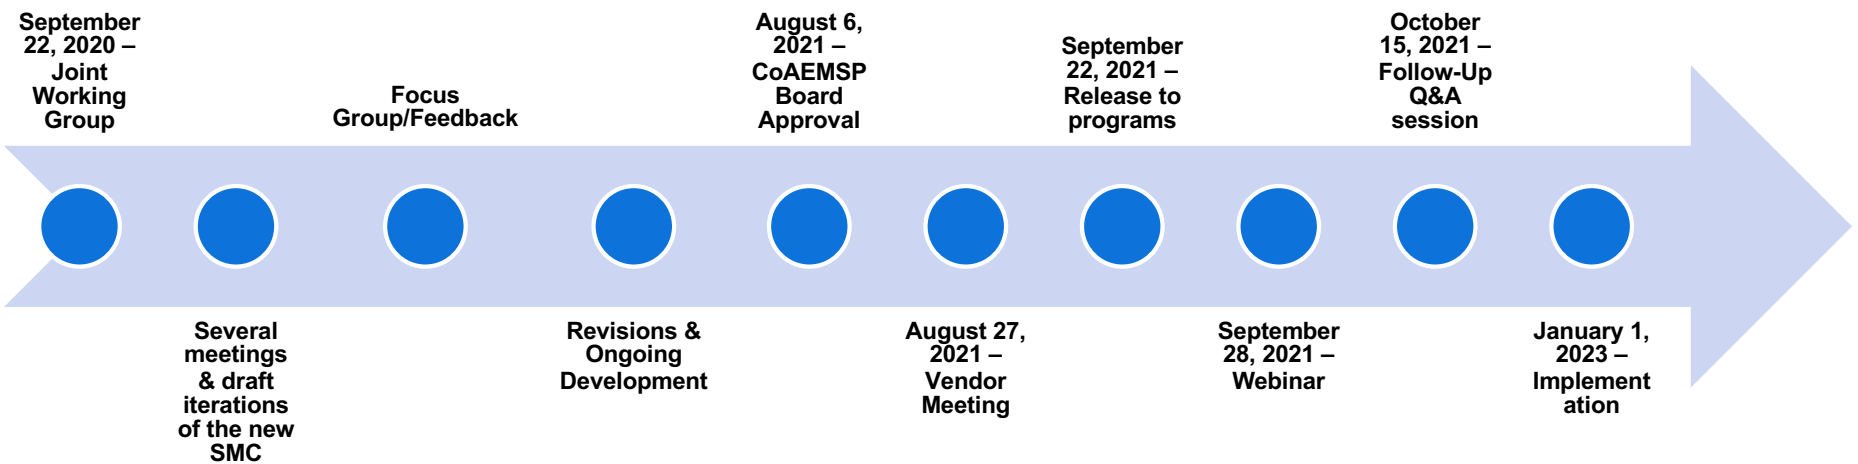 September
22, 2020 –
Joint
Working
Group
Several
meetings
& draft
iterations
of the new
SMC
Focus
Group/Feedback
Revisions &
Ongoing
Development
August 6,
2021 –
CoAEMSP
Board
Approval
August 27,
2021 –
Vendor
Meeting
September
22, 2021 –
Release to
programs
September
28, 2021 –
Webinar
October
15, 2021 –
Follow-Up
Q&A
session
January 1,
2023 –
Implement
ation